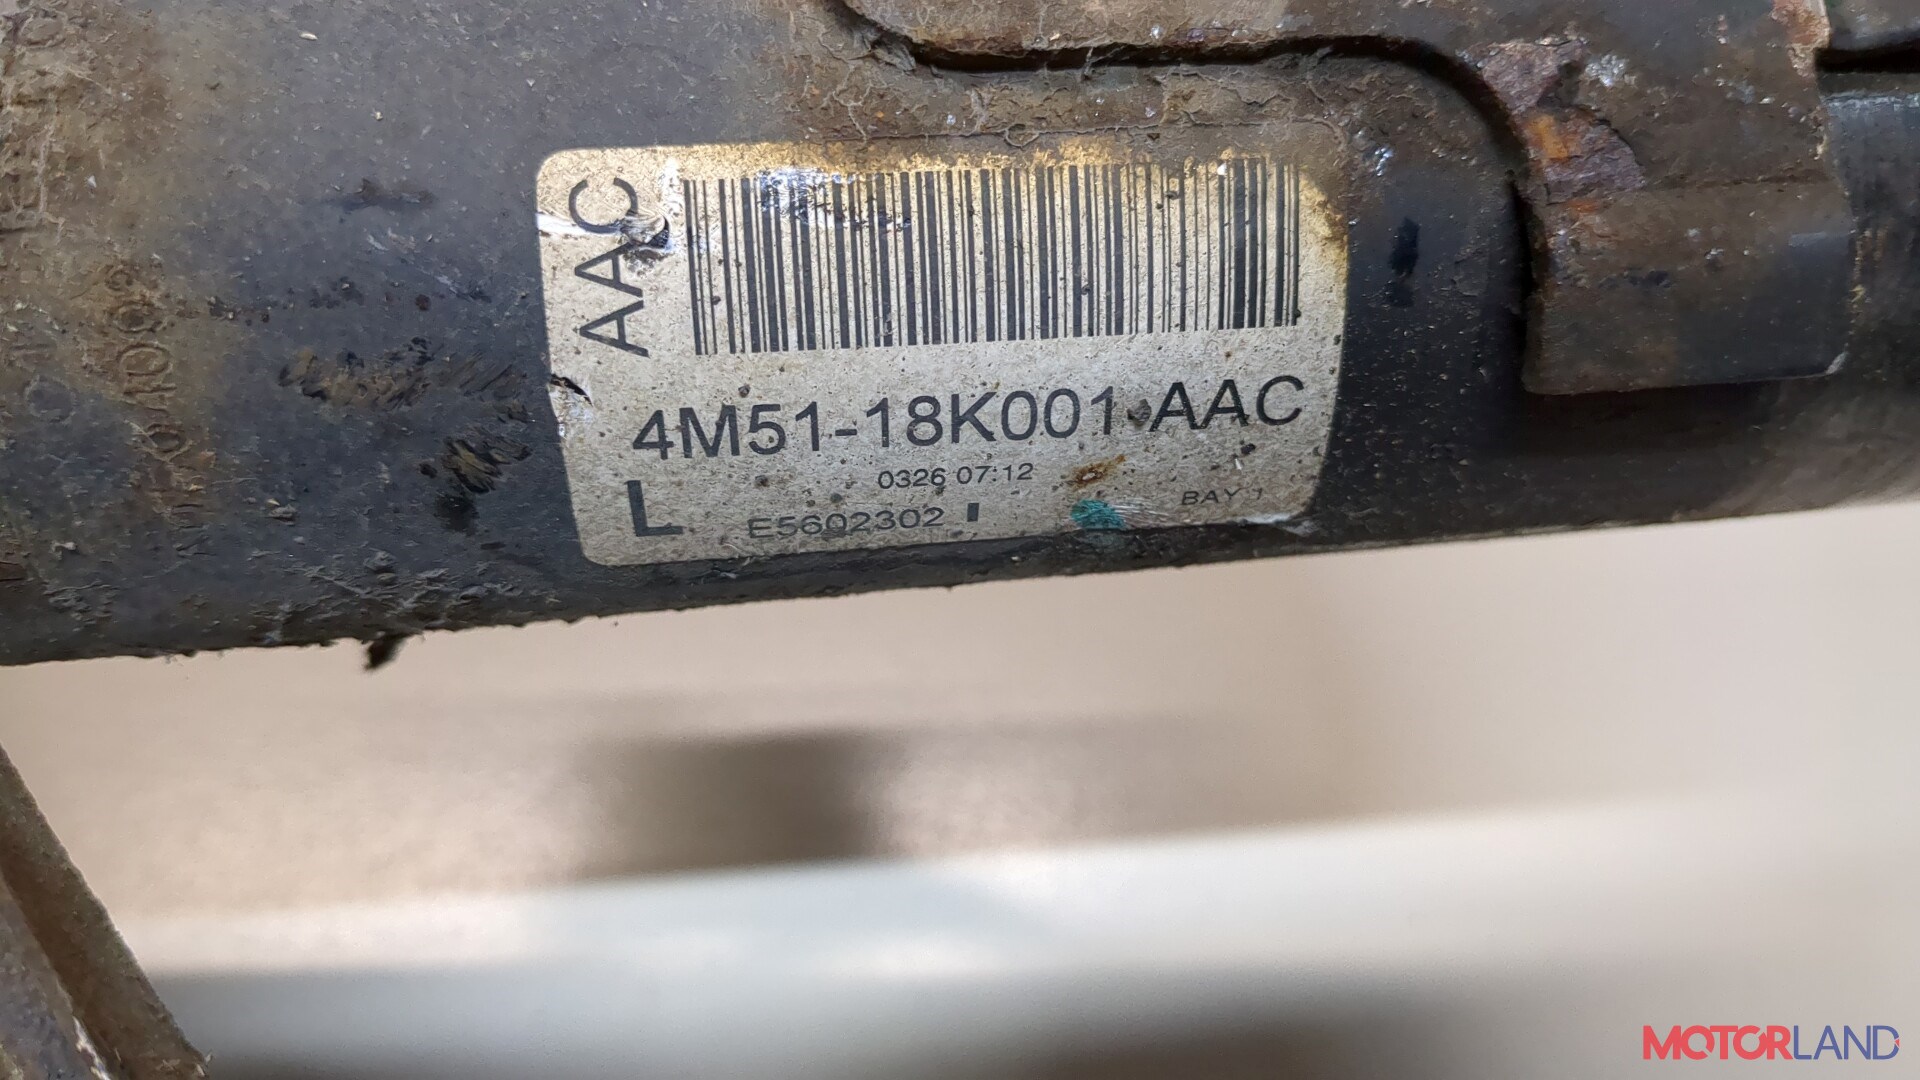 AAC
4M51-18K001-AAC
0326 07:12
L
E5602302
BAY 1
MOTORLAND